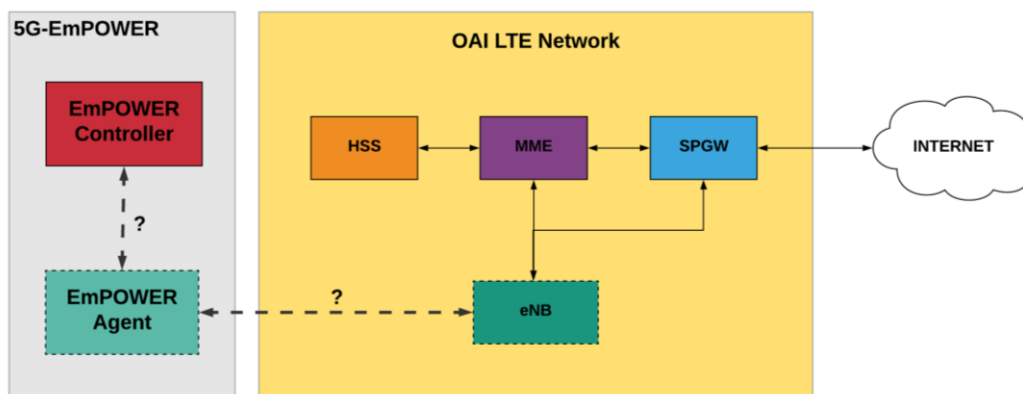 5G-EmPOWER
OAI LTE Network
EmPOWER
Controller
HSS
MME
SPGW
INTERNET
?
EmPOWER
Agent
?
eNB